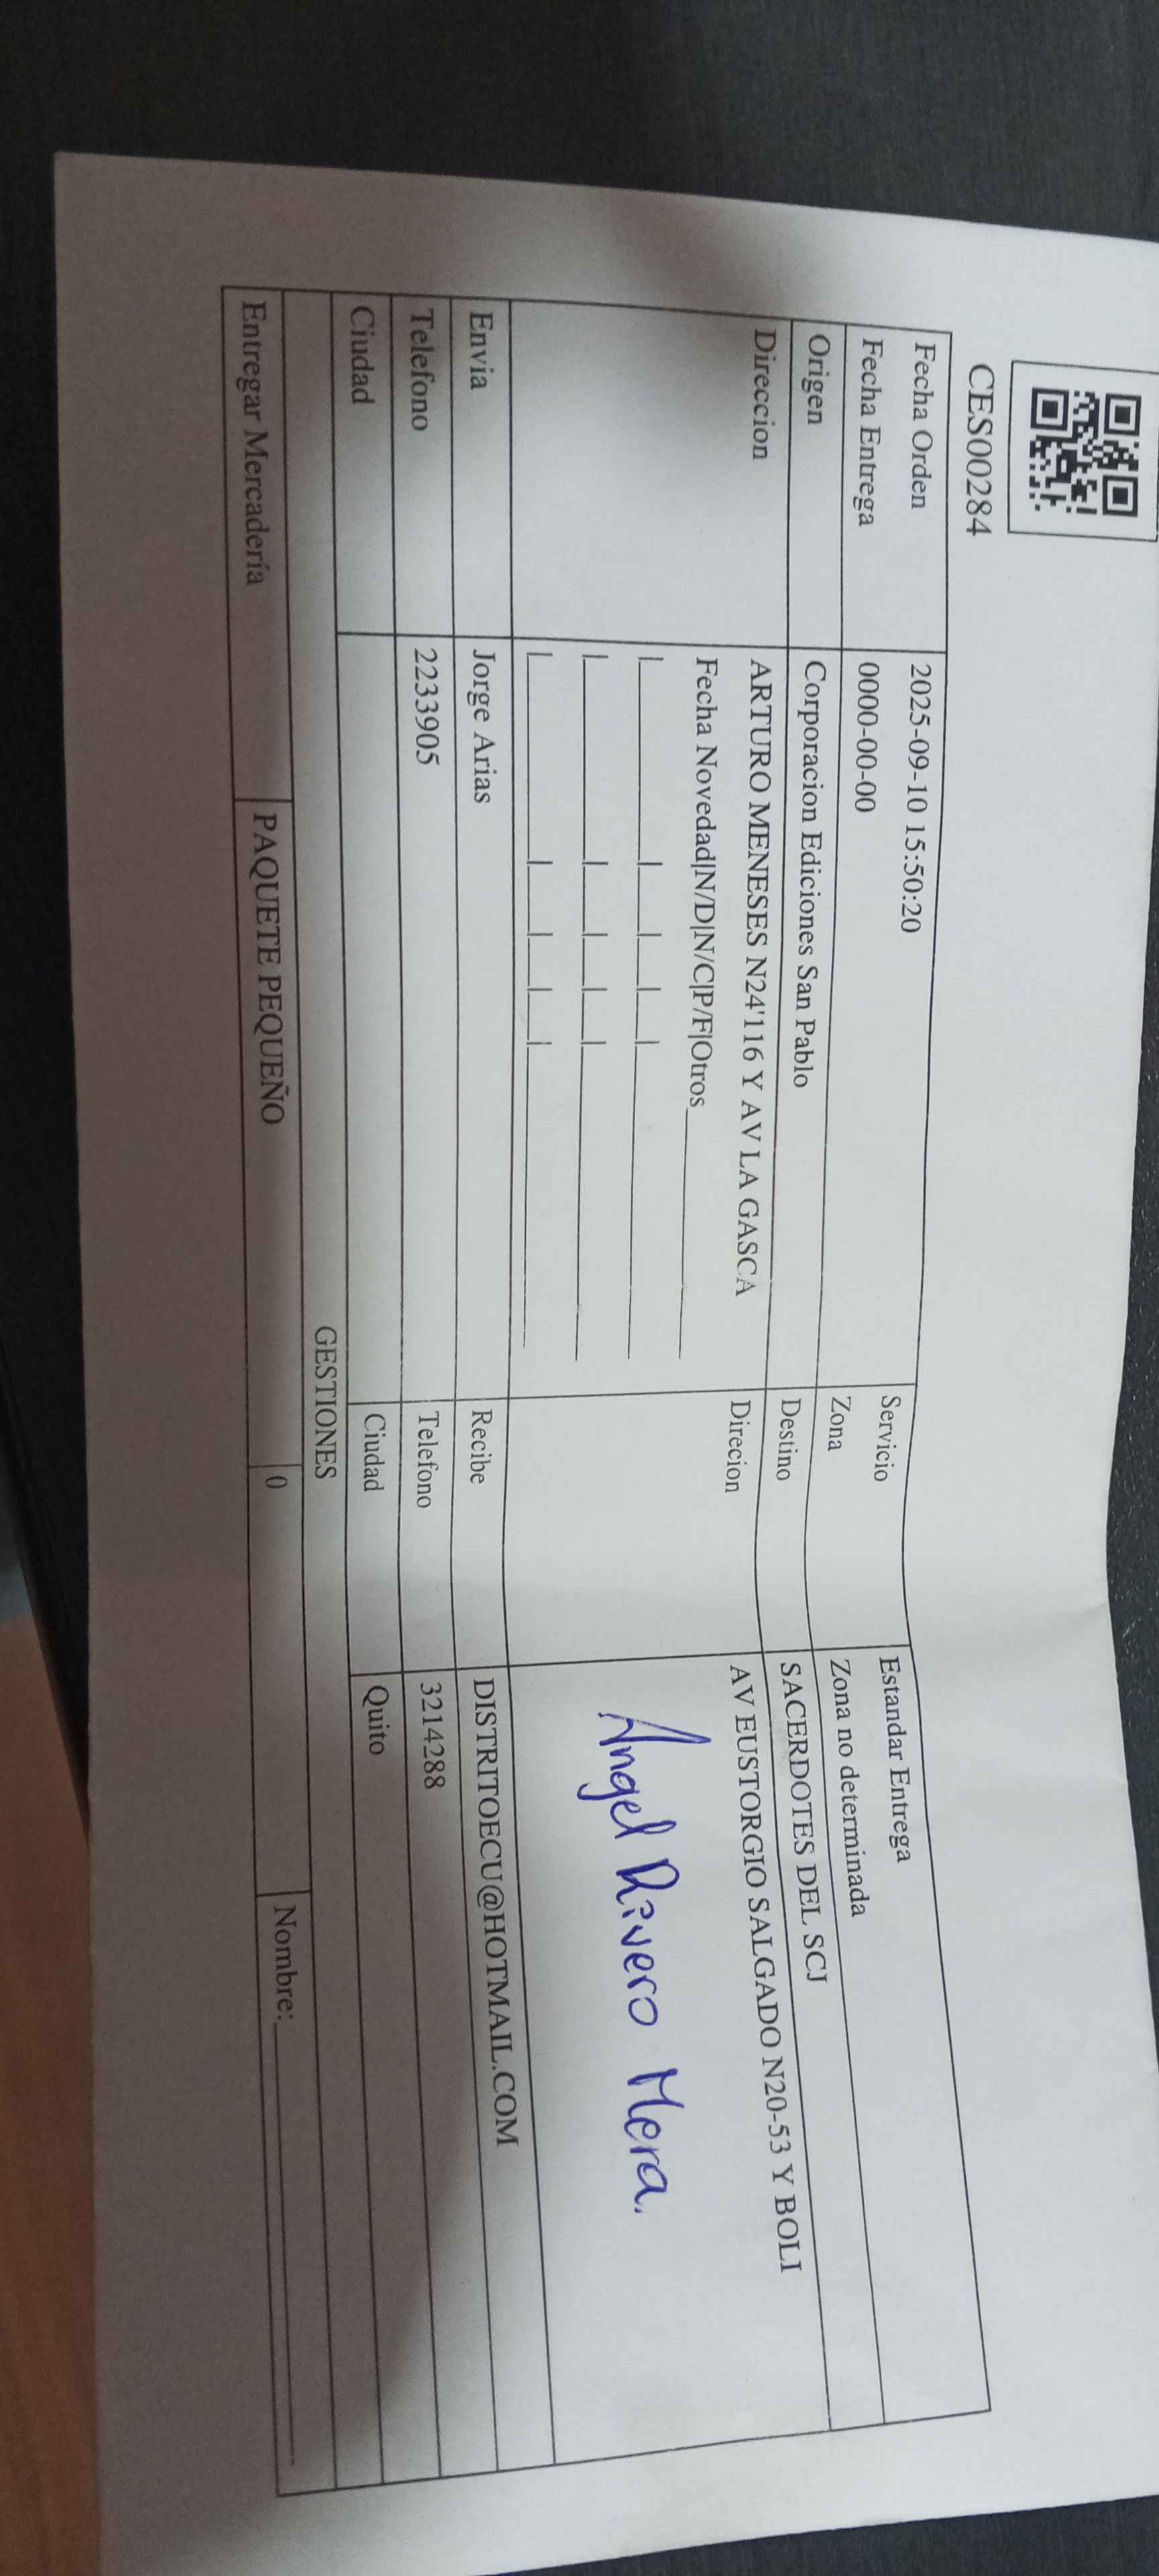 CES00284
Fecha Orden 2025-09-10 15:50:20 Servicio Estandar Entrega
Fecha Entrega 0000-00-00 Zona Zona no determinada
Origen Corporacion Ediciones San Pablo Destino SACERDOTES DEL SCJ
Direccion ARTURO MENESES N24'116 Y AV LA GASCA Direcion AV EUSTORGIO SALGADO N20-53 Y BOLI
Fecha Novedad|N/D|N/C|P/F|Otros
Angel Rivero Mera.
Envia Jorge Arias Recibe DISTRITOECU@HOTMAIL.COM
Telefono 2233905 Telefono 3214288
Ciudad Ciudad Quito
GESTIONES
Entregar Mercadería PAQUETE PEQUEÑO 0 Nombre: